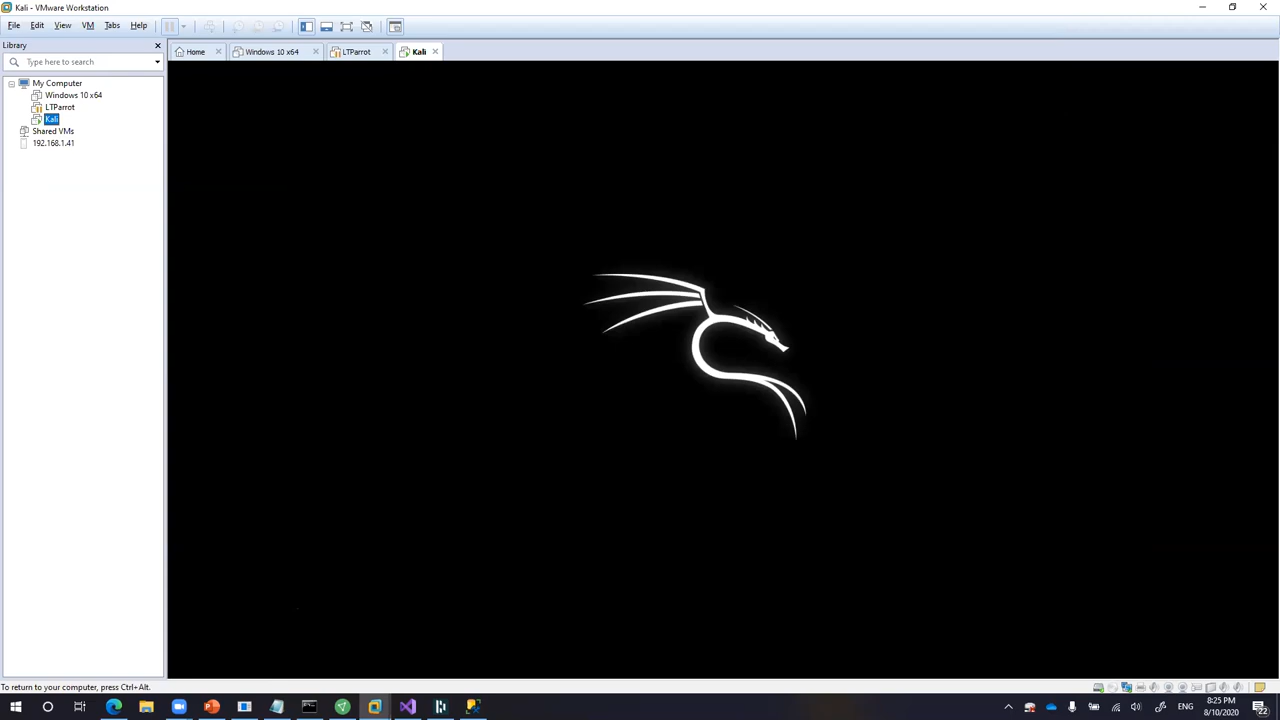 Kali - VMware Workstation
File Edit View VM Tabs Help
Library
Home Windows 10 x64 LTParrot Kali
Type here to search
My Computer
Windows 10 x64
LTParrot
Kali
Shared VMs
192.168.1.41
To return to your computer, press Ctrl+Alt.
ENG
8:25 PM
8/10/2020
22